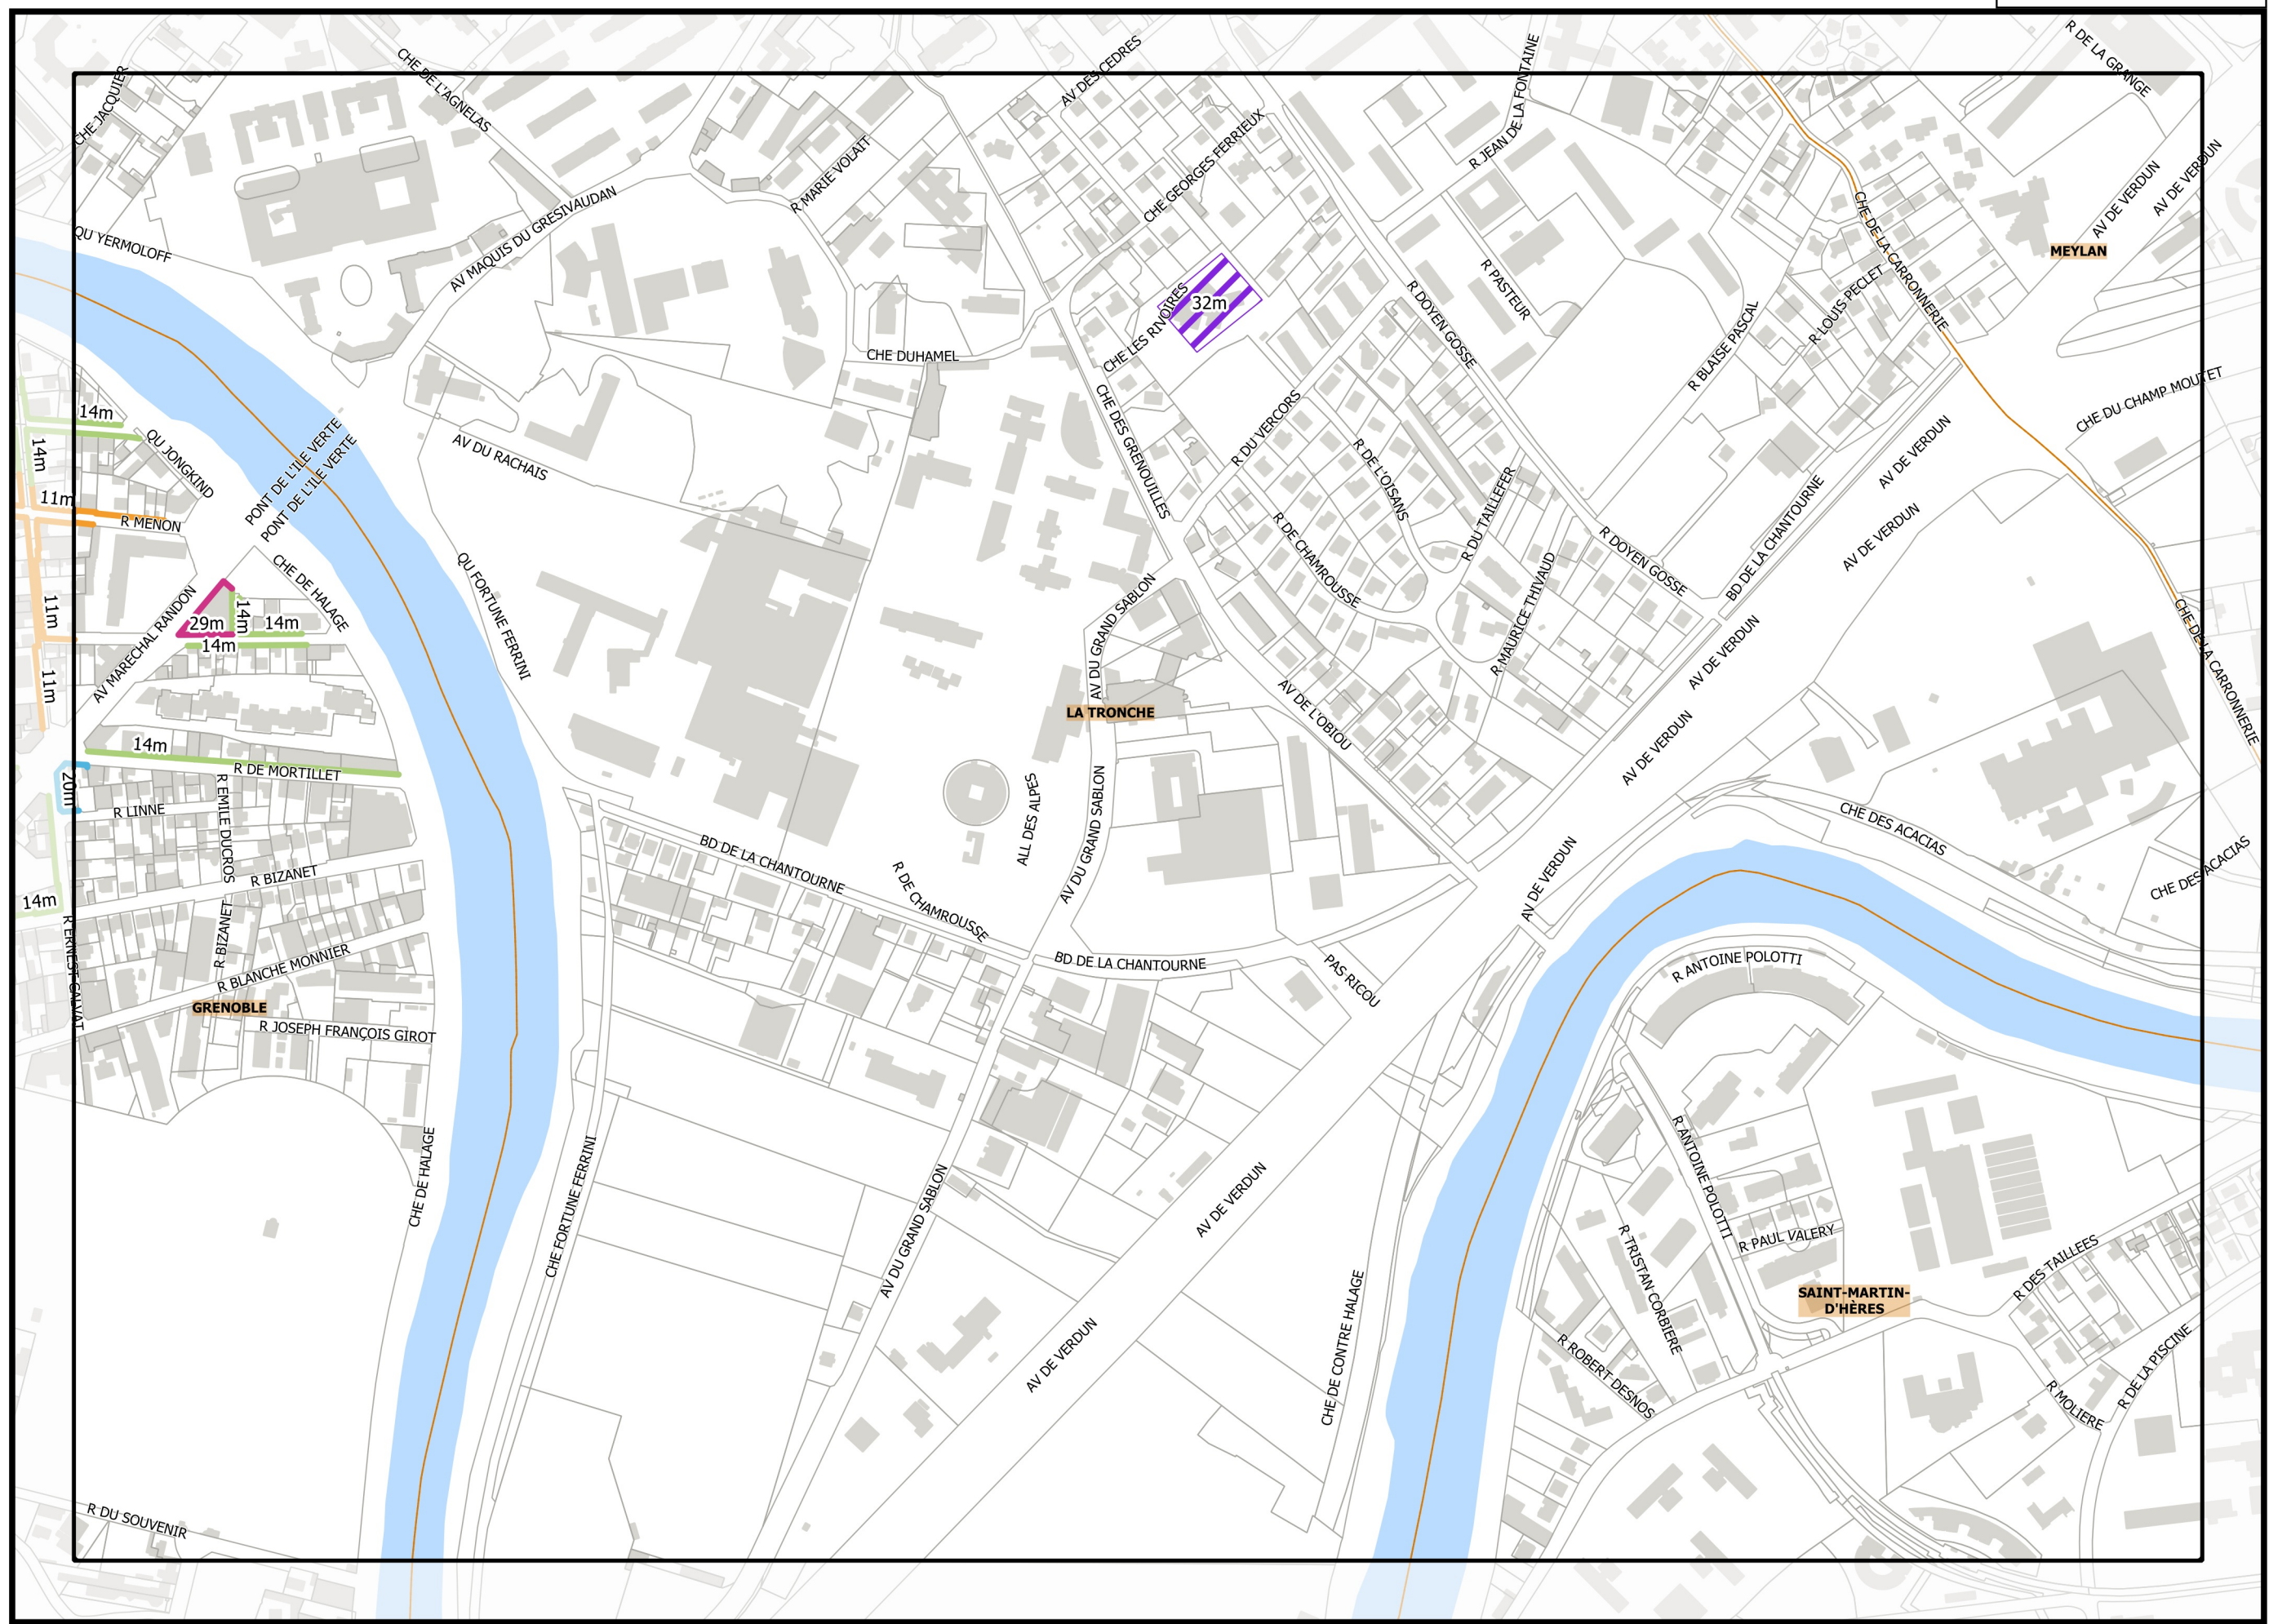 R DE LA GRANGE
CHE DE L'AGNELAS
AV DES CEDRES
R JEAN DE LA FONTAINE
CHE JACQUIER
CHE GEORGES FERRIEUX
R MARIE VOLAIT
AV DE VERDUN
AV DE VERDUN
QU YERMOLOFF
AV MAQUIS DU GRESIVAUDAN
CHE DE LA CARRONNERIE
MEYLAN
R PASTEUR
32m
CHE LES RIVOIRES
R DOYEN GOSSE
R LOUIS PECLET
R BLAISE PASCAL
CHE DUHAMEL
14m
14m
QU JONGKIND
PONT DE L'ILE VERTE
PONT DE L'ILE VERTE
AV DU RACHAIS
CHE DES GRENOUILLES
R DU VERCORS
R DE L'OISANS
R DU TAILLEFER
CHE DU CHAMP MOUTET
AV DE VERDUN
11m
R MENON
R DE CHAMROUSSE
R DOYEN GOSSE
BD DE LA CHANTOURNE
AV DE VERDUN
QU FORTUNE FERRINI
CHE DE HALAGE
AV MARECHAL RANDON
11m
29m
14m
14m
14m
AV DU GRAND SABLON
R MAURICE THIVAUD
AV DE VERDUN
CHE DE LA CARRONNERIE
11m
AV DU GRAND SABLON
LA TRONCHE
AV DE L'OBIOU
AV DE VERDUN
14m
R DE MORTILLET
20m
R LINNE
R EMILE DUCROS
ALL DES ALPES
AV DU GRAND SABLON
CHE DES ACACIAS
BD DE LA CHANTOURNE
R DE CHAMROUSSE
AV DE VERDUN
CHE DES ACACIAS
R BIZANET
14m
R ERNEST CALVAT
R BIZANET
R BLANCHE MONNIER
BD DE LA CHANTOURNE
PAS RICOU
R ANTOINE POLOTTI
GRENOBLE
R JOSEPH FRANÇOIS GIROT
CHE DE HALAGE
CHE FORTUNE FERRINI
AV DU GRAND SABLON
AV DE VERDUN
R ANTOINE POLOTTI
R PAUL VALERY
R TRISTAN CORBIERE
R DES TAILLEES
SAINT-MARTIN-
D'HÈRES
AV DE VERDUN
CHE DE CONTRE HALAGE
R ROBERT DESNOS
R MOLIERE
R DE LA PISCINE
R DU SOUVENIR